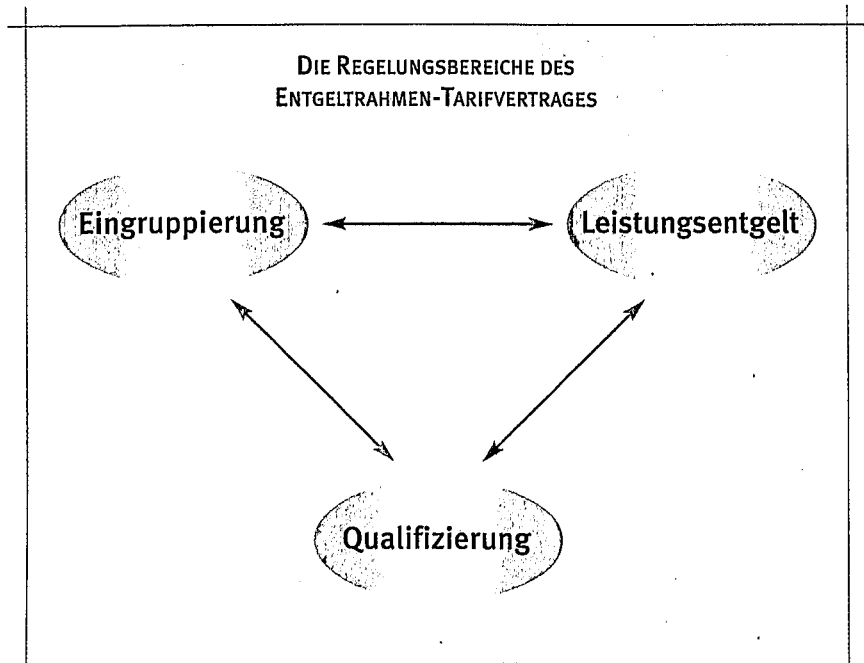 DIE REGELUNGSBEREICHE DES
ENTGELTRAHMEN-TARIFVERTRAGES
Eingruppierung
Leistungsentgelt
Qualifizierung